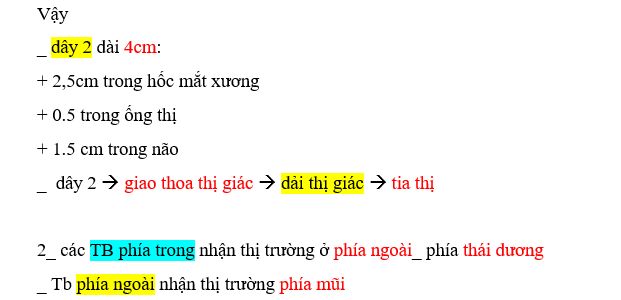 Vậy
_ dây 2 dài 4cm:
+ 2,5cm trong hốc mắt xương
+ 0.5 trong ống thị
+ 1.5 cm trong não
_ dây 2 → giao thoa thị giác → dải thị giác → tia thị
2_ các TB phía trong nhận thị trường ở phía ngoài_ phía thái dương
_ Tb phía ngoài nhận thị trường phía mũi